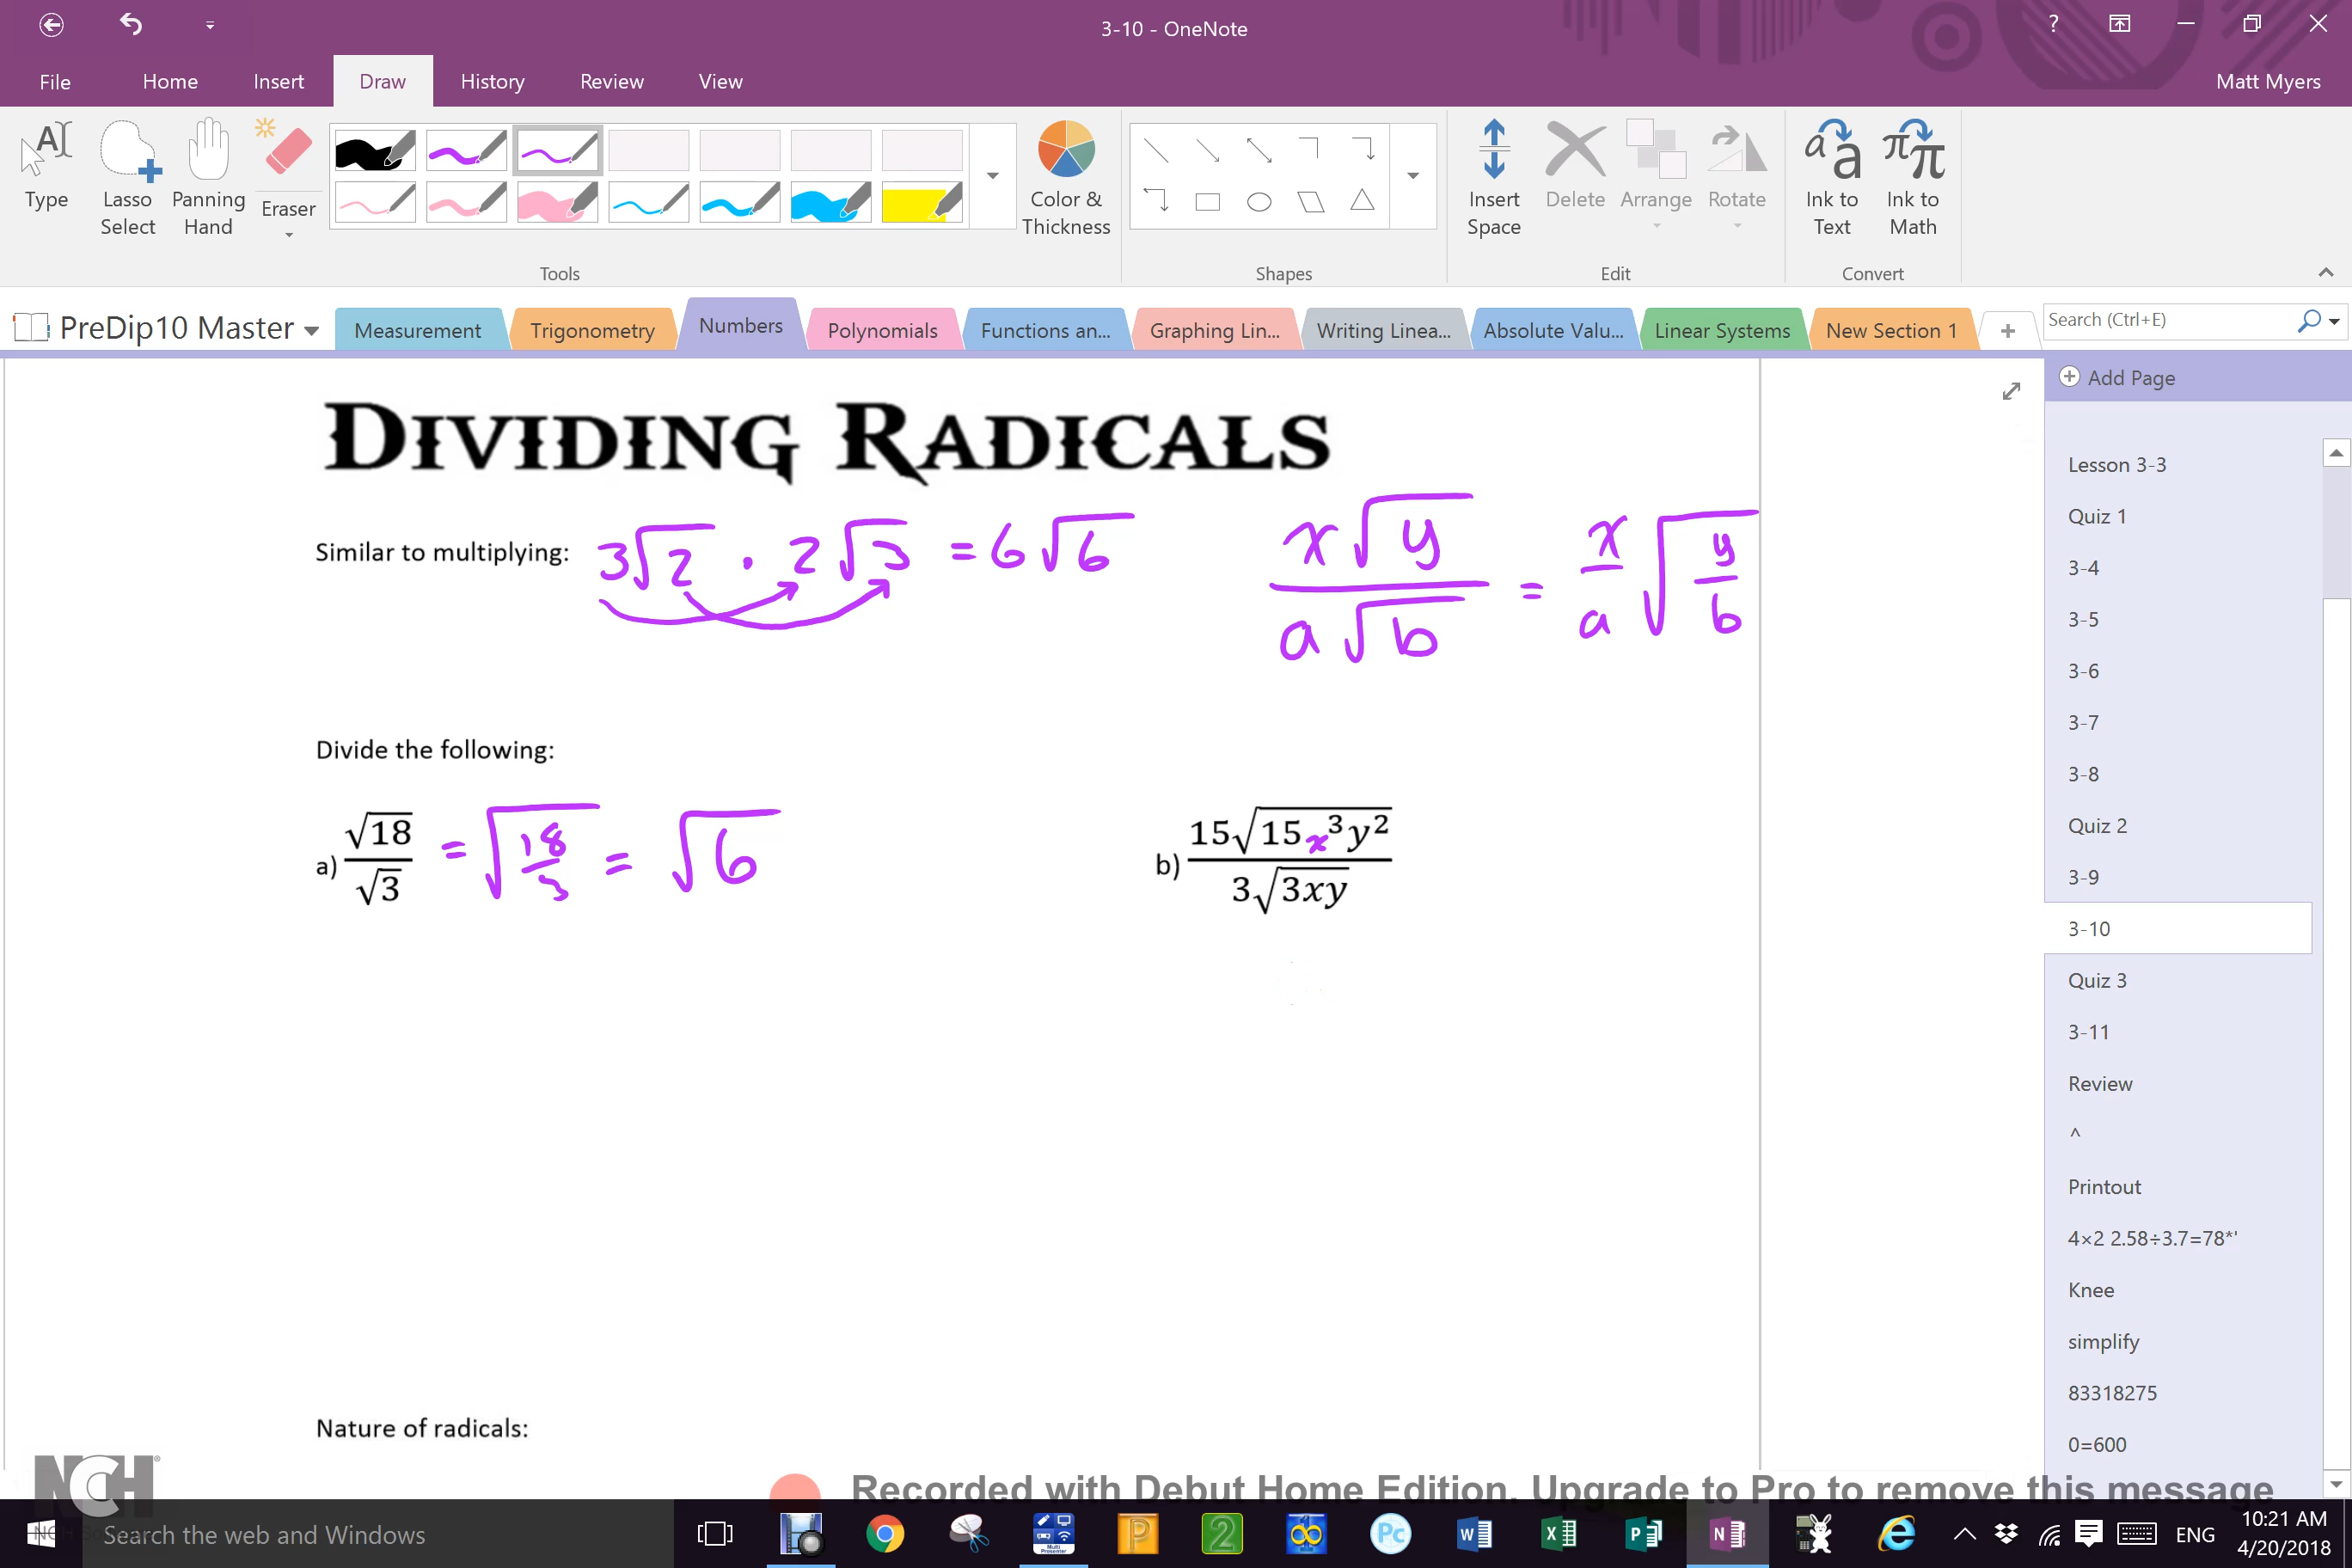 3-10 - OneNote
?
File Home Insert Draw History Review View Matt Myers
Type
Lasso Select
Panning Hand
Eraser
Color & Thickness
Insert Space
Delete
Arrange
Rotate
Ink to Text
Ink to Math
Tools Shapes Edit Convert
PreDip10 Master Measurement Trigonometry Numbers Polynomials Functions an... Graphing Lin... Writing Linea... Absolute Valu... Linear Systems New Section 1 + Search (Ctrl+E)
Add Page
DIVIDING RADICALS
Similar to multiplying: 3√2 · 2√3 = 6√6
x√y / a√b = x/a √(y/b)
Divide the following:
a) √18 / √3 = √(18/3) = √6
b) 15√(15x³y²) / 3√(3xy)
Nature of radicals:
Lesson 3-3
Quiz 1
3-4
3-5
3-6
3-7
3-8
Quiz 2
3-9
3-10
Quiz 3
3-11
Review
^
Printout
4×2 2.58÷3.7=78*'
Knee
simplify
83318275
0=600
NCH
Recorded with Debut Home Edition. Upgrade to Pro to remove this message
Search the web and Windows
ENG
10:21 AM
4/20/2018